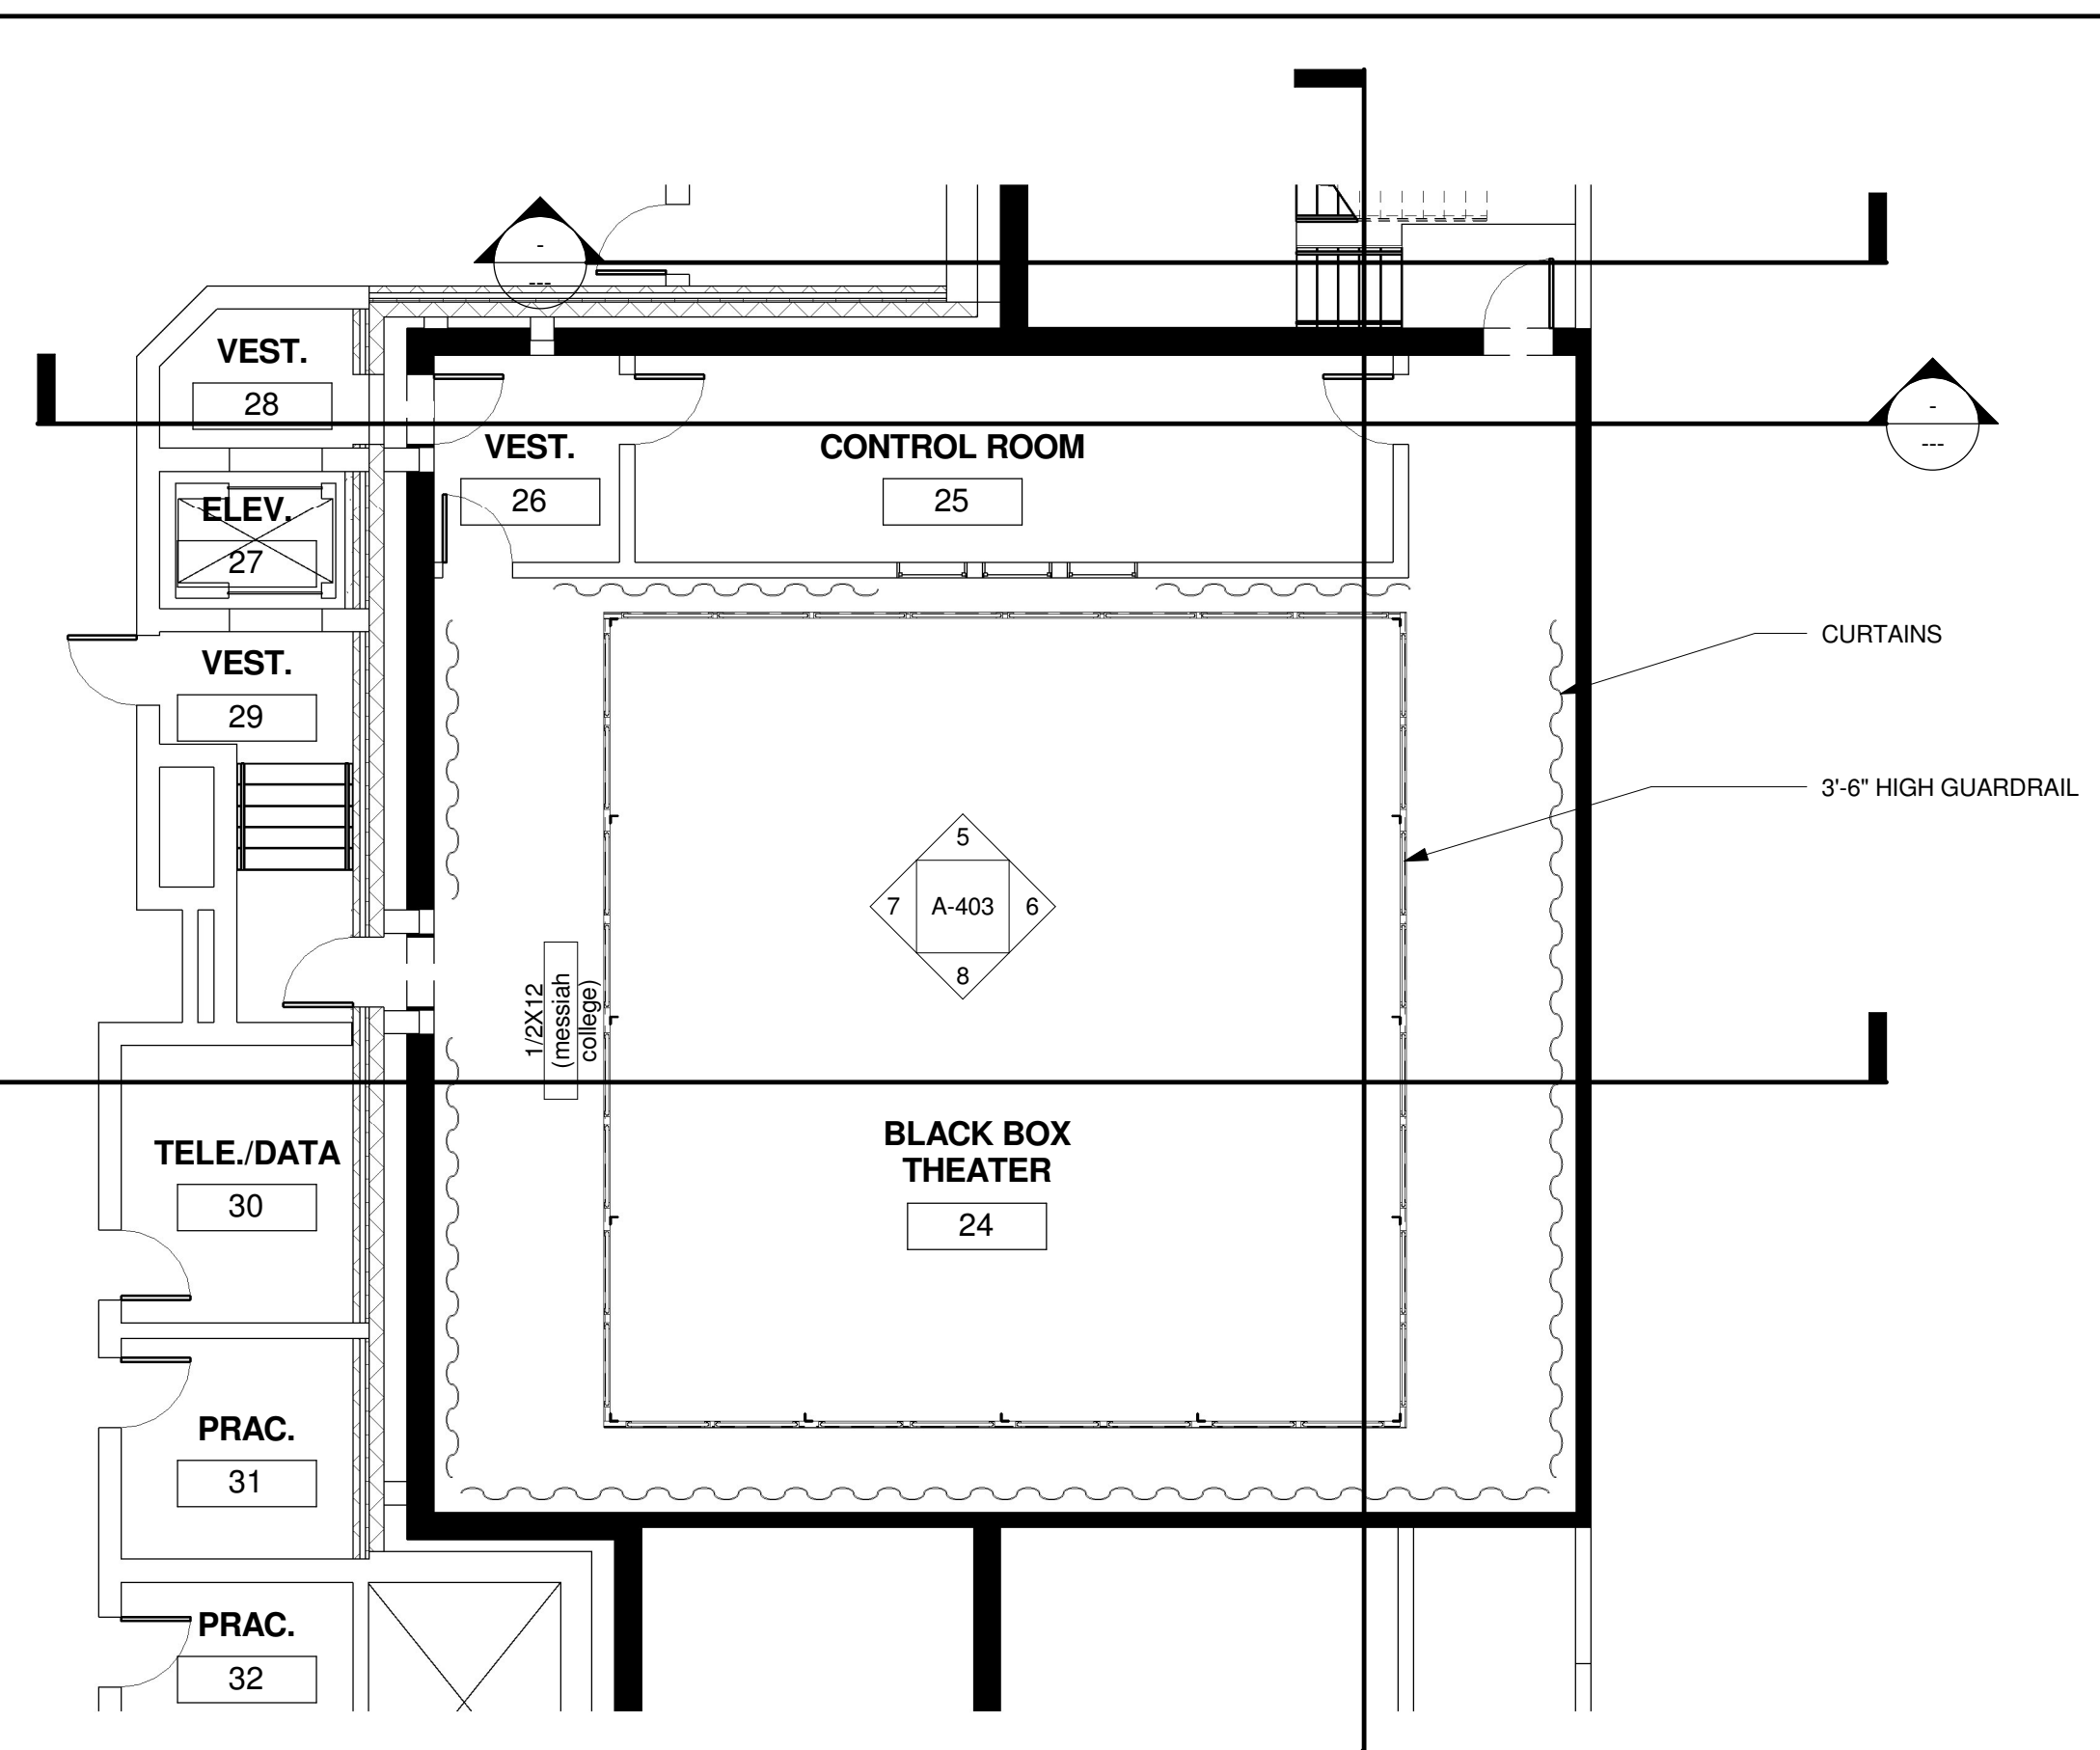 -
---
VEST.
28
-
---
VEST.
26
CONTROL ROOM
25
ELEV.
27
CURTAINS
VEST.
29
3'-6" HIGH GUARDRAIL
5
7
A-403
6
8
1/2X12
(messiah
college)
BLACK BOX
THEATER
24
TELE./DATA
30
PRAC.
31
PRAC.
32